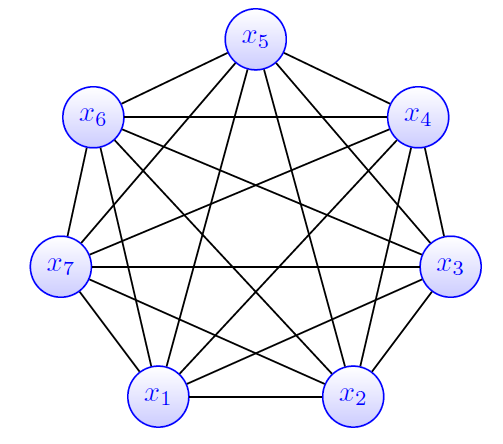 x₅
x₆ x₄
x₇ x₃
x₁ x₂